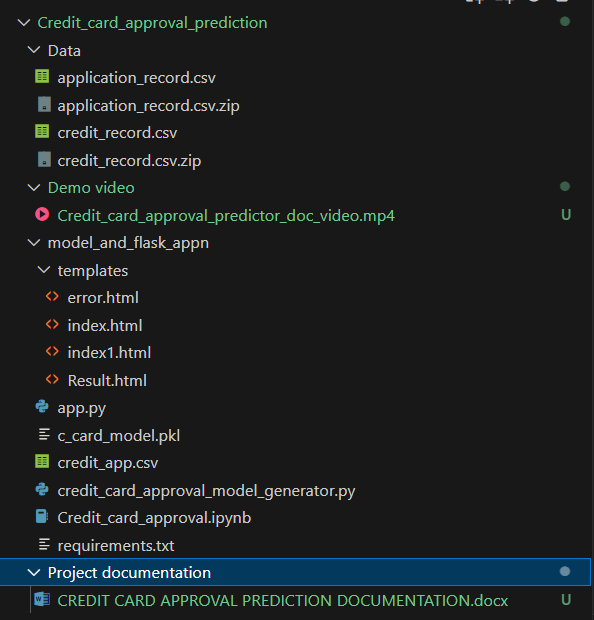 Credit_card_approval_prediction
Data
application_record.csv
application_record.csv.zip
credit_record.csv
credit_record.csv.zip
Demo video
Credit_card_approval_predictor_doc_video.mp4 U
model_and_flask_appn
templates
error.html
index.html
index1.html
Result.html
app.py
c_card_model.pkl
credit_app.csv
credit_card_approval_model_generator.py
Credit_card_approval.ipynb
requirements.txt
Project documentation
CREDIT CARD APPROVAL PREDICTION DOCUMENTATION.docx U